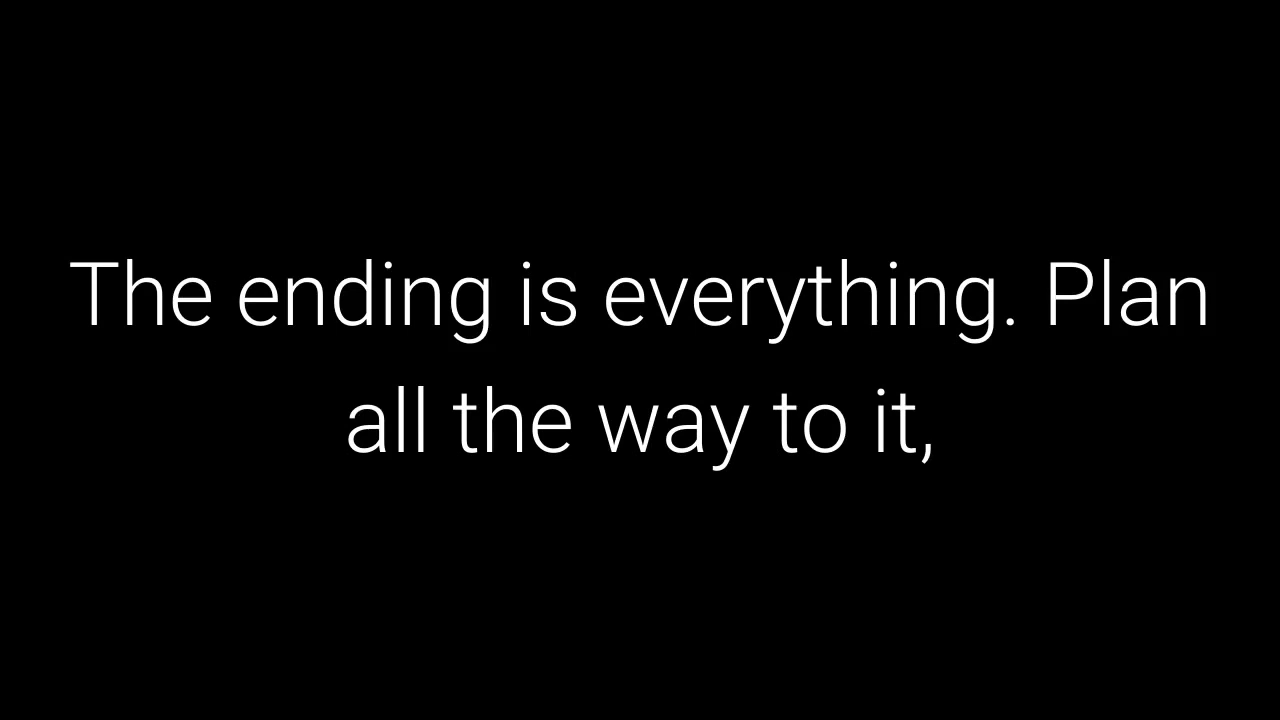 The ending is everything. Plan
all the way to it,